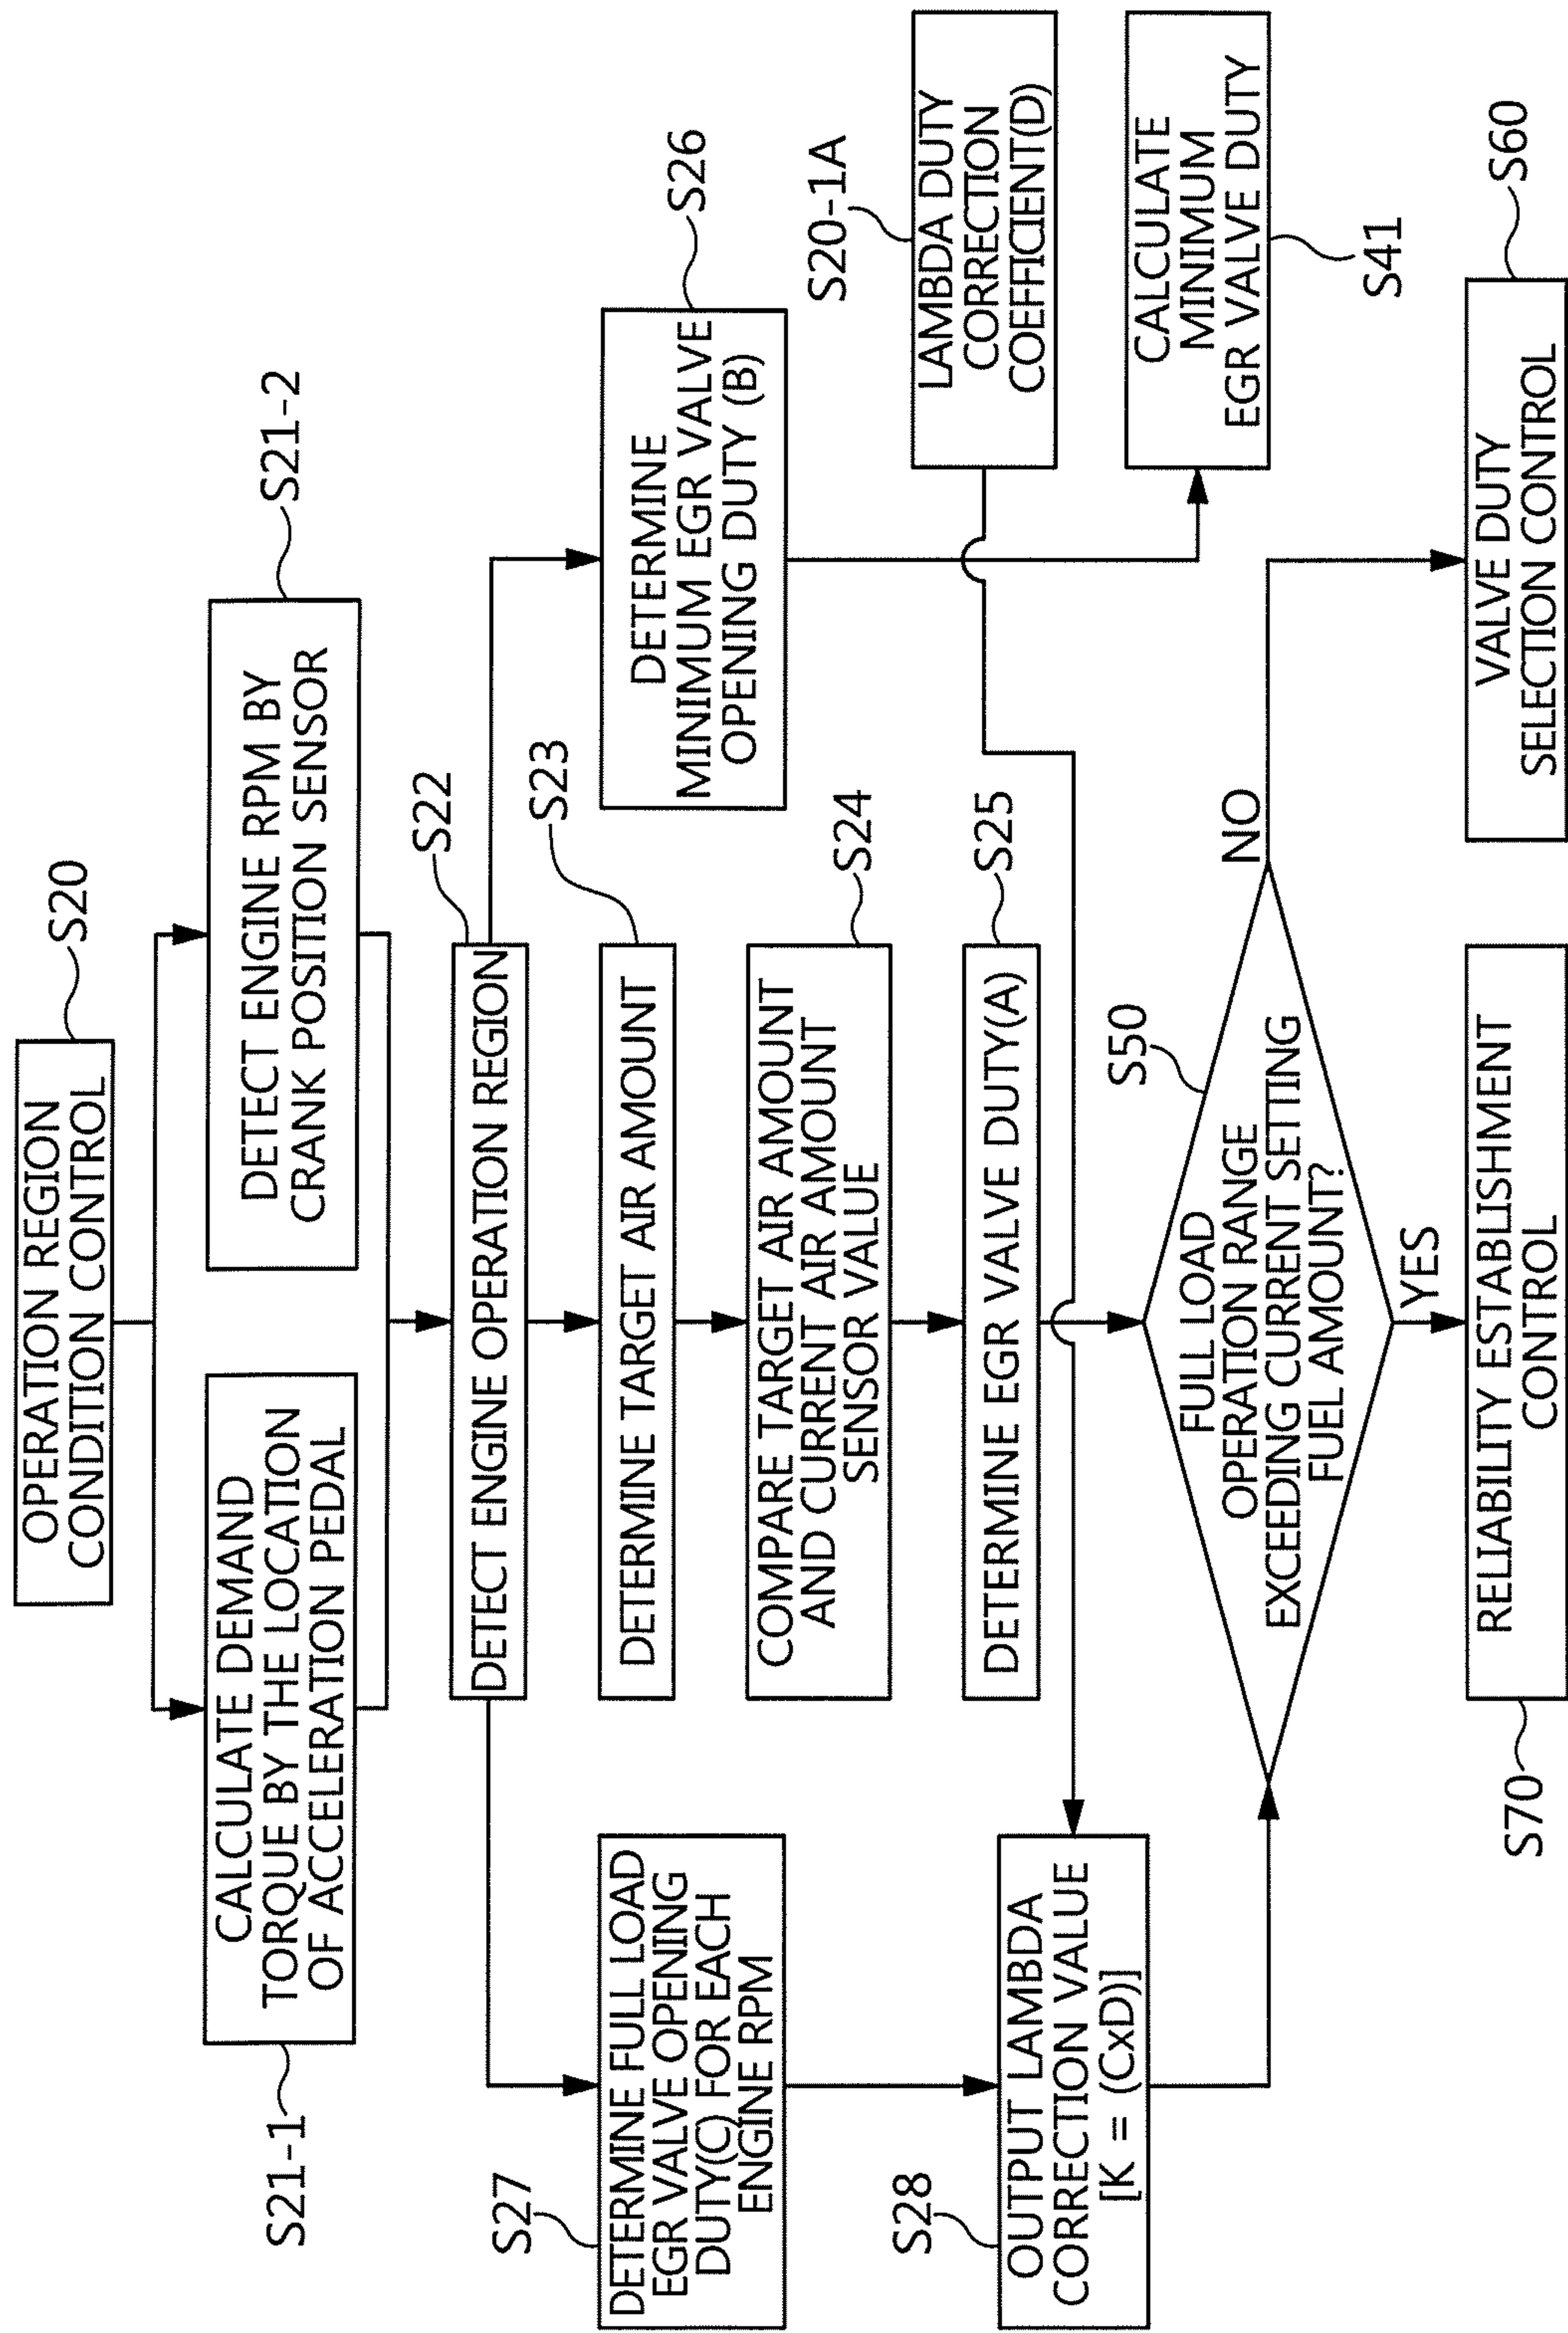 OPERATION REGION
CONDITION CONTROL
S20
CALCULATE DEMAND
TORQUE BY THE LOCATION
OF ACCELERATION PEDAL
S21-1
DETECT ENGINE RPM BY
CRANK POSITION SENSOR
S21-2
DETECT ENGINE OPERATION REGION
S22
DETERMINE FULL LOAD
EGR VALVE OPENING
DUTY(C) FOR EACH
ENGINE RPM
S27
DETERMINE TARGET AIR AMOUNT
S23
DETERMINE
MINIMUM EGR VALVE
OPENING DUTY (B)
S26
COMPARE TARGET AIR AMOUNT
AND CURRENT AIR AMOUNT
SENSOR VALUE
S24
OUTPUT LAMBDA
CORRECTION VALUE
[K = (CxD)]
S28
DETERMINE EGR VALVE DUTY(A)
S25
LAMBDA DUTY
CORRECTION
COEFFICIENT(D)
S20-1A
FULL LOAD
OPERATION RANGE
EXCEEDING CURRENT SETTING
FUEL AMOUNT?
S50
NO
YES
CALCULATE
MINIMUM
EGR VALVE DUTY
S41
RELIABILITY ESTABLISHMENT
CONTROL
S70
VALVE DUTY
SELECTION CONTROL
S60